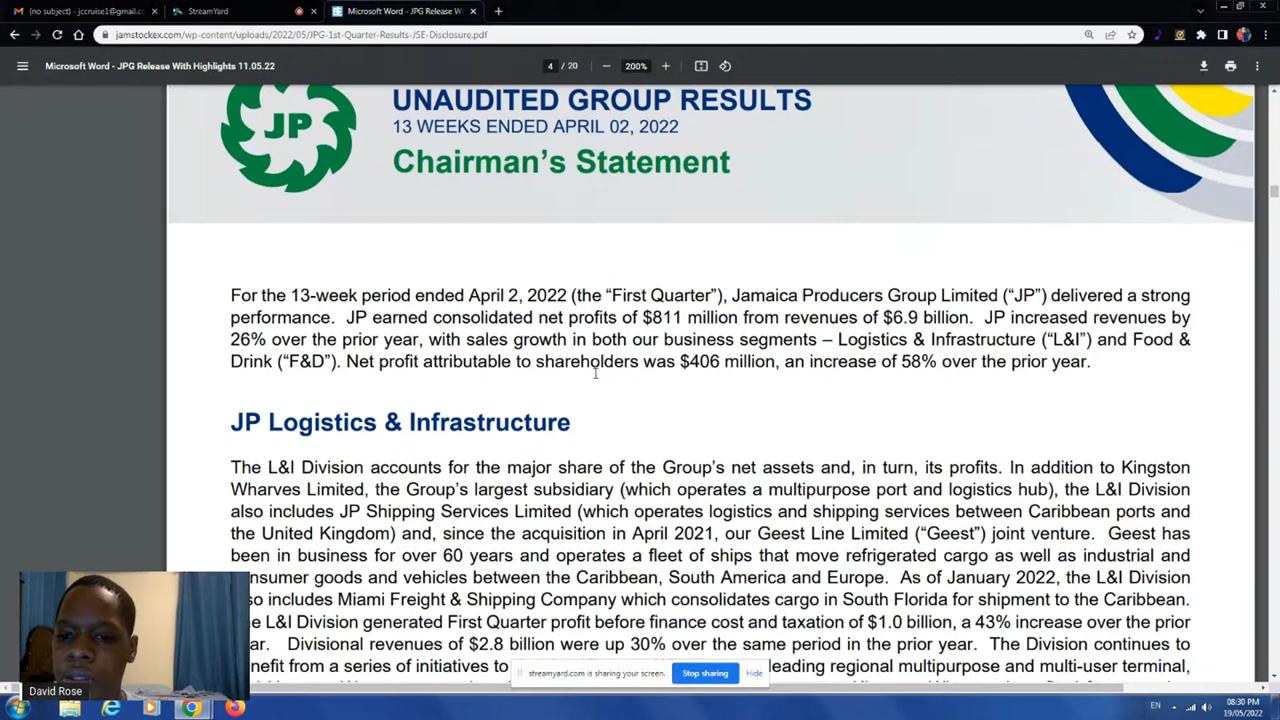 (no subject) - jccruise1@gmail.co
StreamYard
Microsoft Word - JPG Release W
jamstockex.com/wp-content/uploads/2022/05/JPG-1st-Quarter-Results-JSE-Disclosure.pdf
Microsoft Word - JPG Release With Highlights 11.05.22
4 / 20
200%
JP
UNAUDITED GROUP RESULTS
13 WEEKS ENDED APRIL 02, 2022
Chairman's Statement
For the 13-week period ended April 2, 2022 (the “First Quarter”), Jamaica Producers Group Limited (“JP”) delivered a strong
performance. JP earned consolidated net profits of $811 million from revenues of $6.9 billion. JP increased revenues by
26% over the prior year, with sales growth in both our business segments – Logistics & Infrastructure (“L&I”) and Food &
Drink (“F&D”). Net profit attributable to shareholders was $406 million, an increase of 58% over the prior year.
JP Logistics & Infrastructure
The L&I Division accounts for the major share of the Group’s net assets and, in turn, its profits. In addition to Kingston
Wharves Limited, the Group’s largest subsidiary (which operates a multipurpose port and logistics hub), the L&I Division
also includes JP Shipping Services Limited (which operates logistics and shipping services between Caribbean ports and
the United Kingdom) and, since the acquisition in April 2021, our Geest Line Limited (“Geest”) joint venture. Geest has
been in business for over 60 years and operates a fleet of ships that move refrigerated cargo as well as industrial and
onsumer goods and vehicles between the Caribbean, South America and Europe. As of January 2022, the L&I Division
so includes Miami Freight & Shipping Company which consolidates cargo in South Florida for shipment to the Caribbean.
e L&I Division generated First Quarter profit before finance cost and taxation of $1.0 billion, a 43% increase over the prior
ar. Divisional revenues of $2.8 billion were up 30% over the same period in the prior year. The Division continues to
nefit from a series of initiatives to leading regional multipurpose and multi-user terminal,
streamyard.com is sharing your screen.
Stop sharing
Hide
David Rose
EN
08:30 PM
19/05/2022